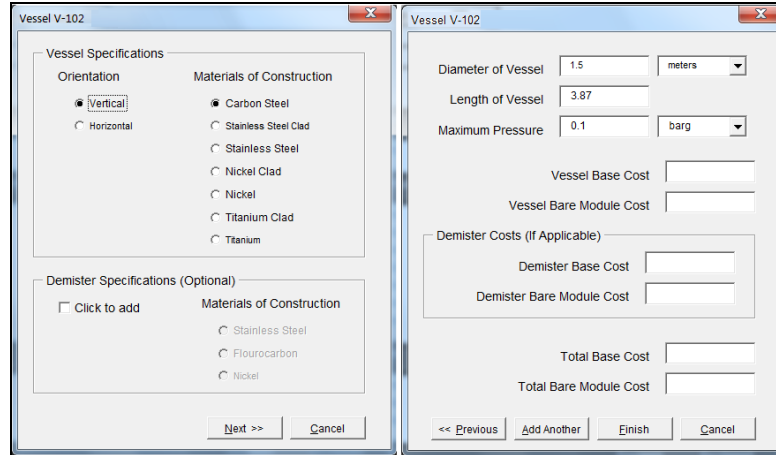 Vessel V-102
Vessel Specifications
Orientation
Materials of Construction
Vertical
Horizontal
Carbon Steel
Stainless Steel Clad
Stainless Steel
Nickel Clad
Nickel
Titanium Clad
Titanium
Demister Specifications (Optional)
Click to add
Materials of Construction
Stainless Steel
Flourocarbon
Nickel
Next >>
Cancel
Vessel V-102
Diameter of Vessel 1.5 meters
Length of Vessel 3.87
Maximum Pressure 0.1 barg
Vessel Base Cost
Vessel Bare Module Cost
Demister Costs (If Applicable)
Demister Base Cost
Demister Bare Module Cost
Total Base Cost
Total Bare Module Cost
<< Previous
Add Another
Finish
Cancel